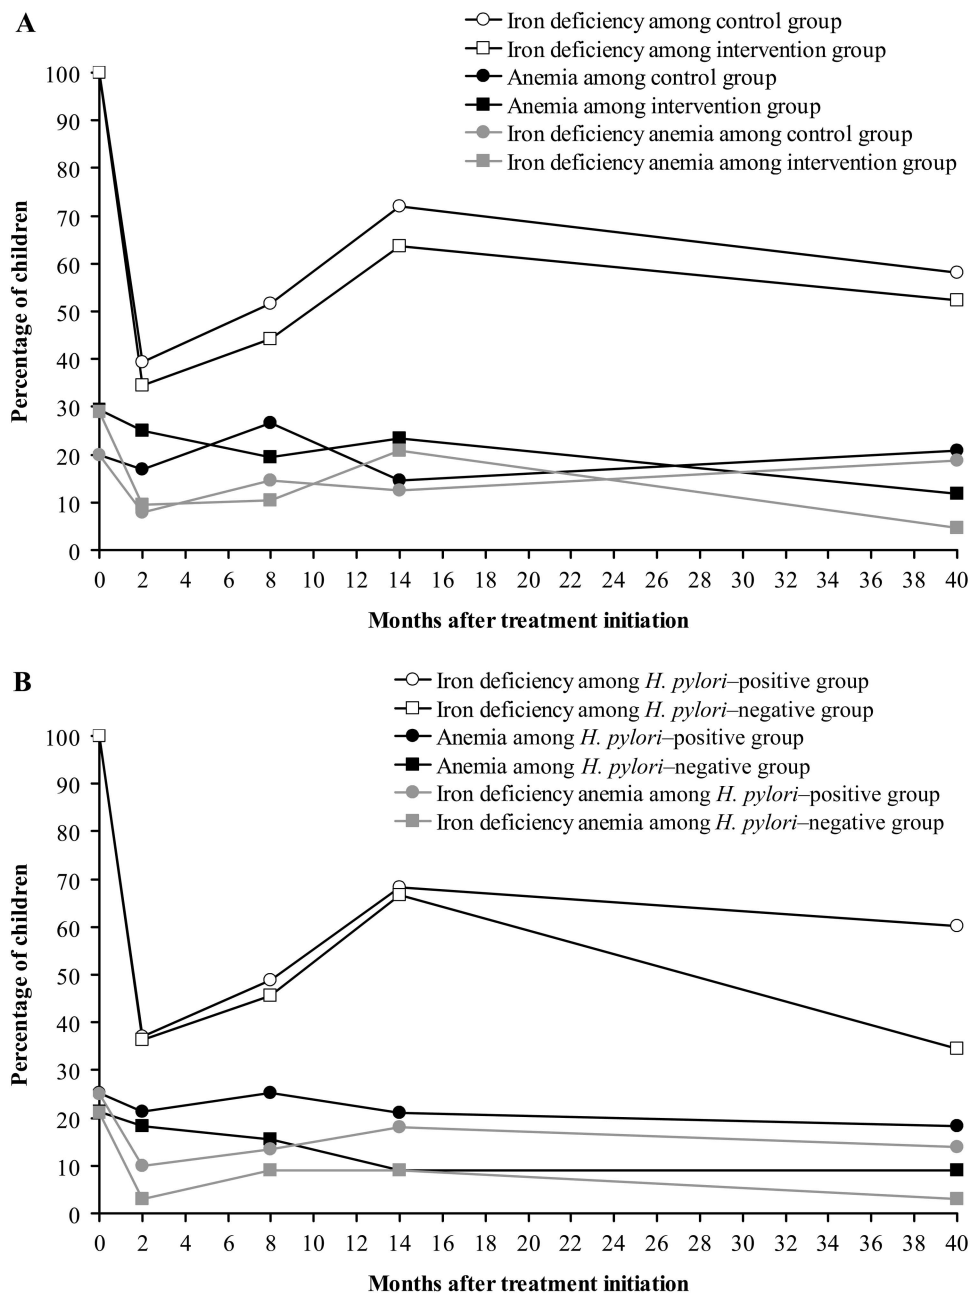 A
Iron deficiency among control group
Iron deficiency among intervention group
Anemia among control group
Anemia among intervention group
Iron deficiency anemia among control group
Iron deficiency anemia among intervention group
Percentage of children
100
90
80
70
60
50
40
30
20
10
0
0 2 4 6 8 10 12 14 16 18 20 22 24 26 28 30 32 34 36 38 40
Months after treatment initiation
B
Iron deficiency among H. pylori–positive group
Iron deficiency among H. pylori–negative group
Anemia among H. pylori–positive group
Anemia among H. pylori–negative group
Iron deficiency anemia among H. pylori–positive group
Iron deficiency anemia among H. pylori–negative group
Percentage of children
100
90
80
70
60
50
40
30
20
10
0
0 2 4 6 8 10 12 14 16 18 20 22 24 26 28 30 32 34 36 38 40
Months after treatment initiation